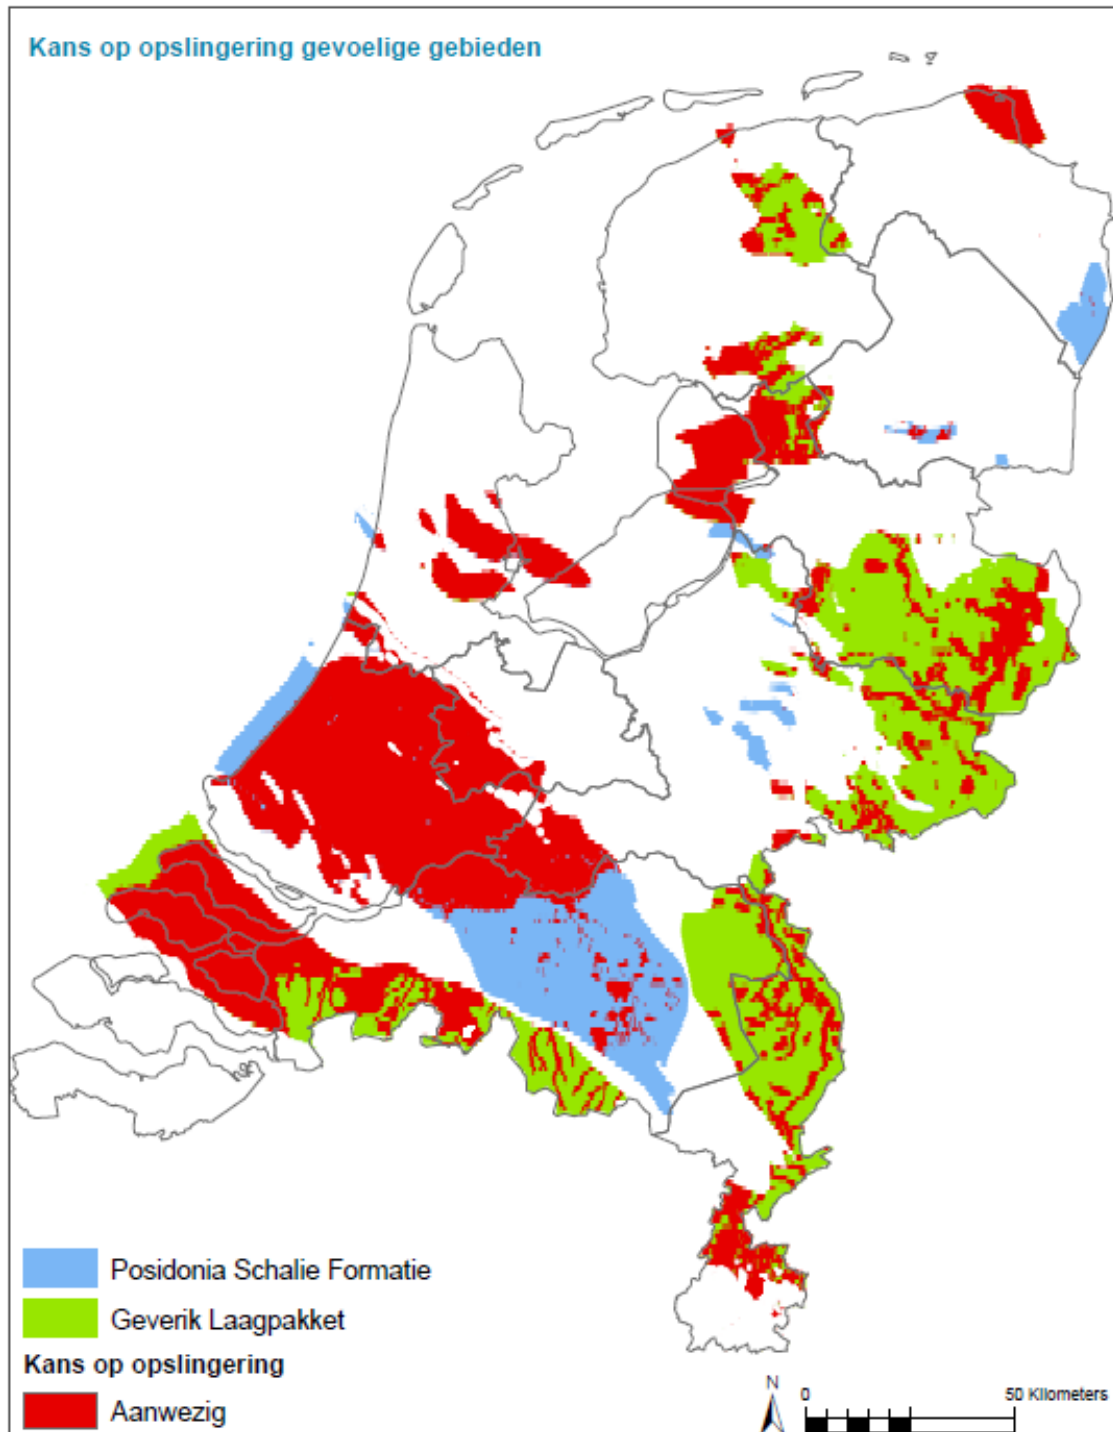 Kans op opslingering gevoelige gebieden
Posidonia Schalie Formatie
Geverik Laagpakket
Kans op opslingering
Aanwezig
N
0 50 Kilometers